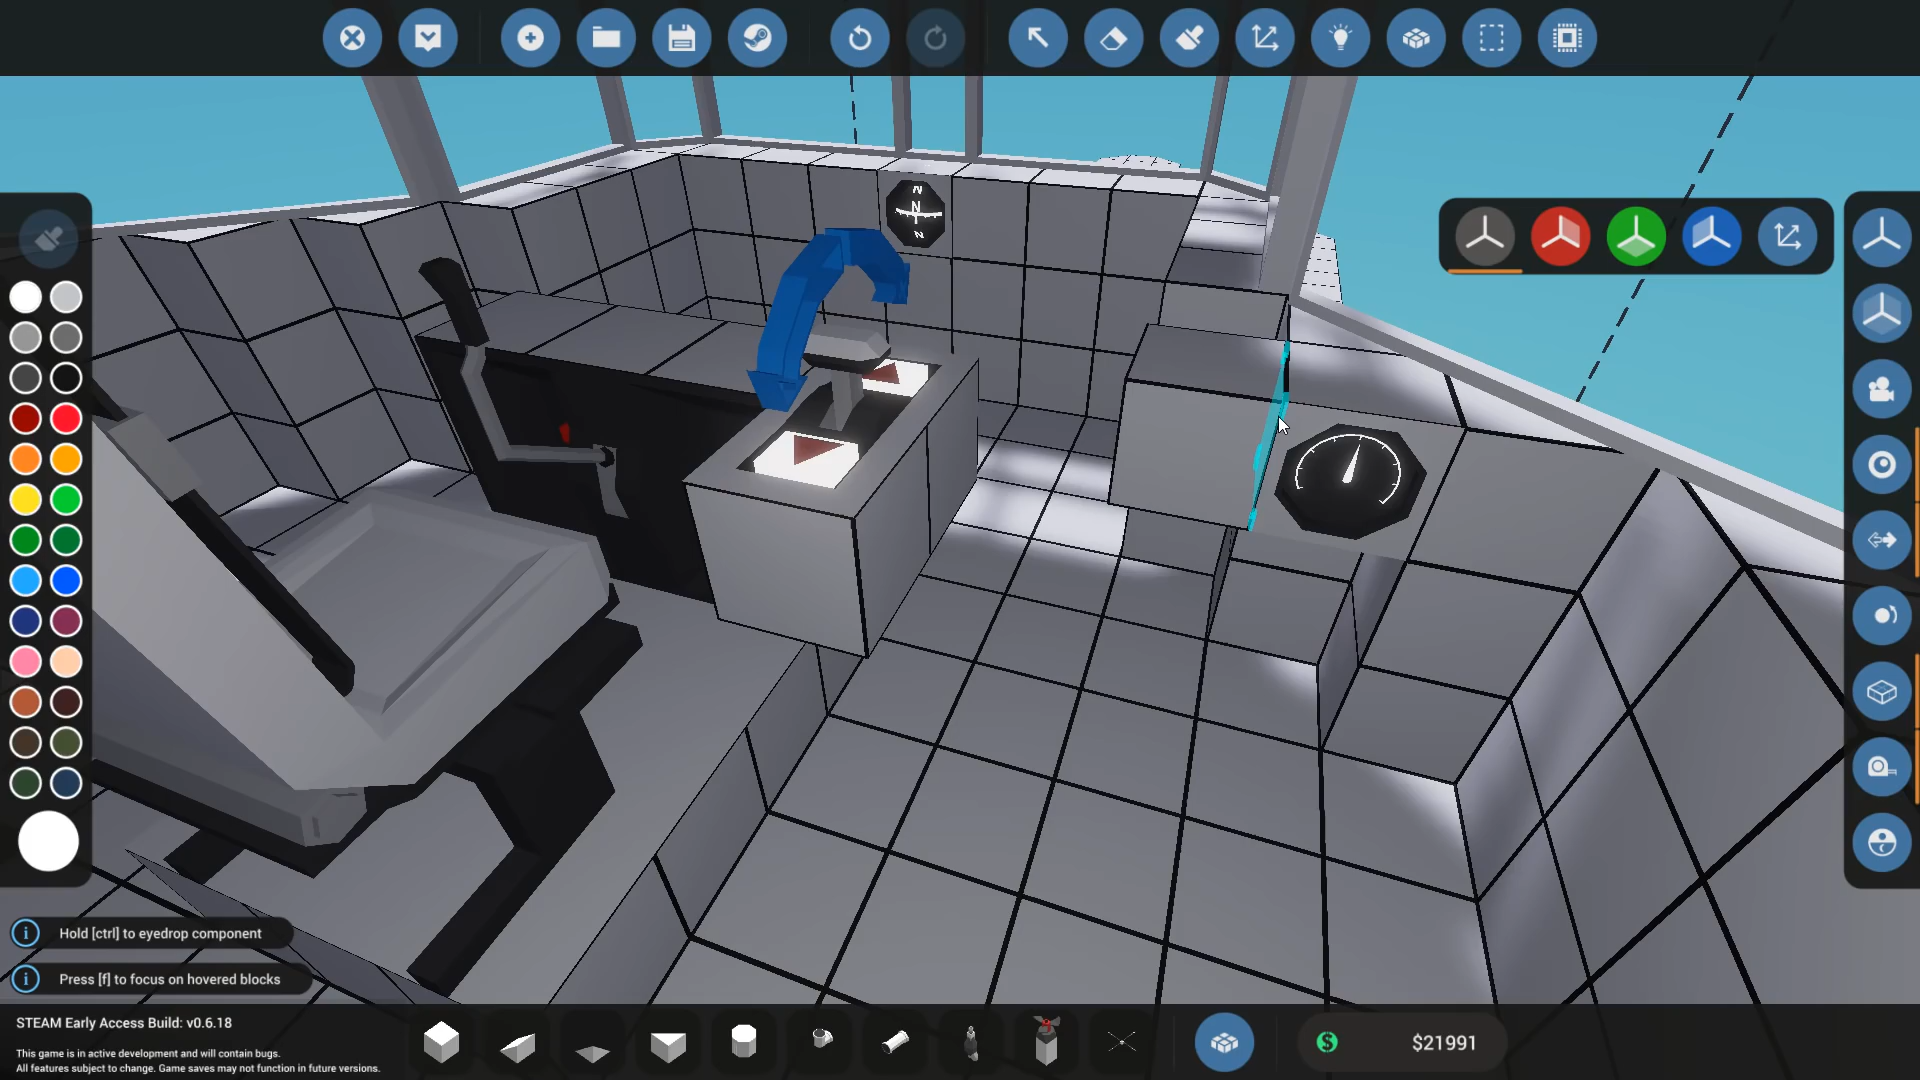 N
N
N
Hold [ctrl] to eyedrop component
Press [f] to focus on hovered blocks
STEAM Early Access Build: v0.6.18
This game is in active development and will contain bugs.
All features subject to change. Game saves may not function in future versions.
$21991